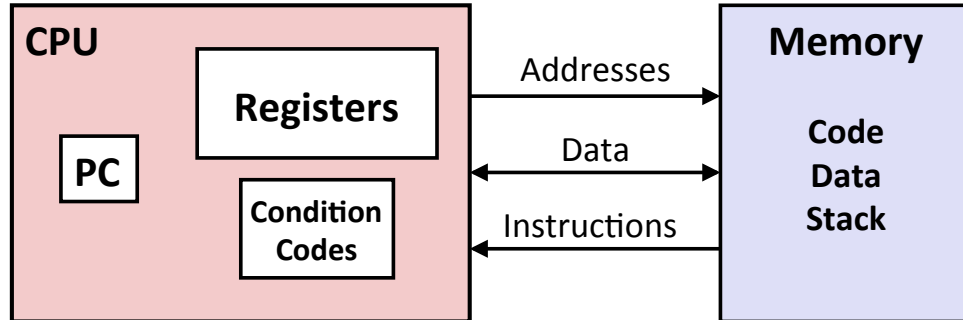 CPU
Registers
PC
Condition
Codes
Addresses
Data
Instructions
Memory
Code
Data
Stack